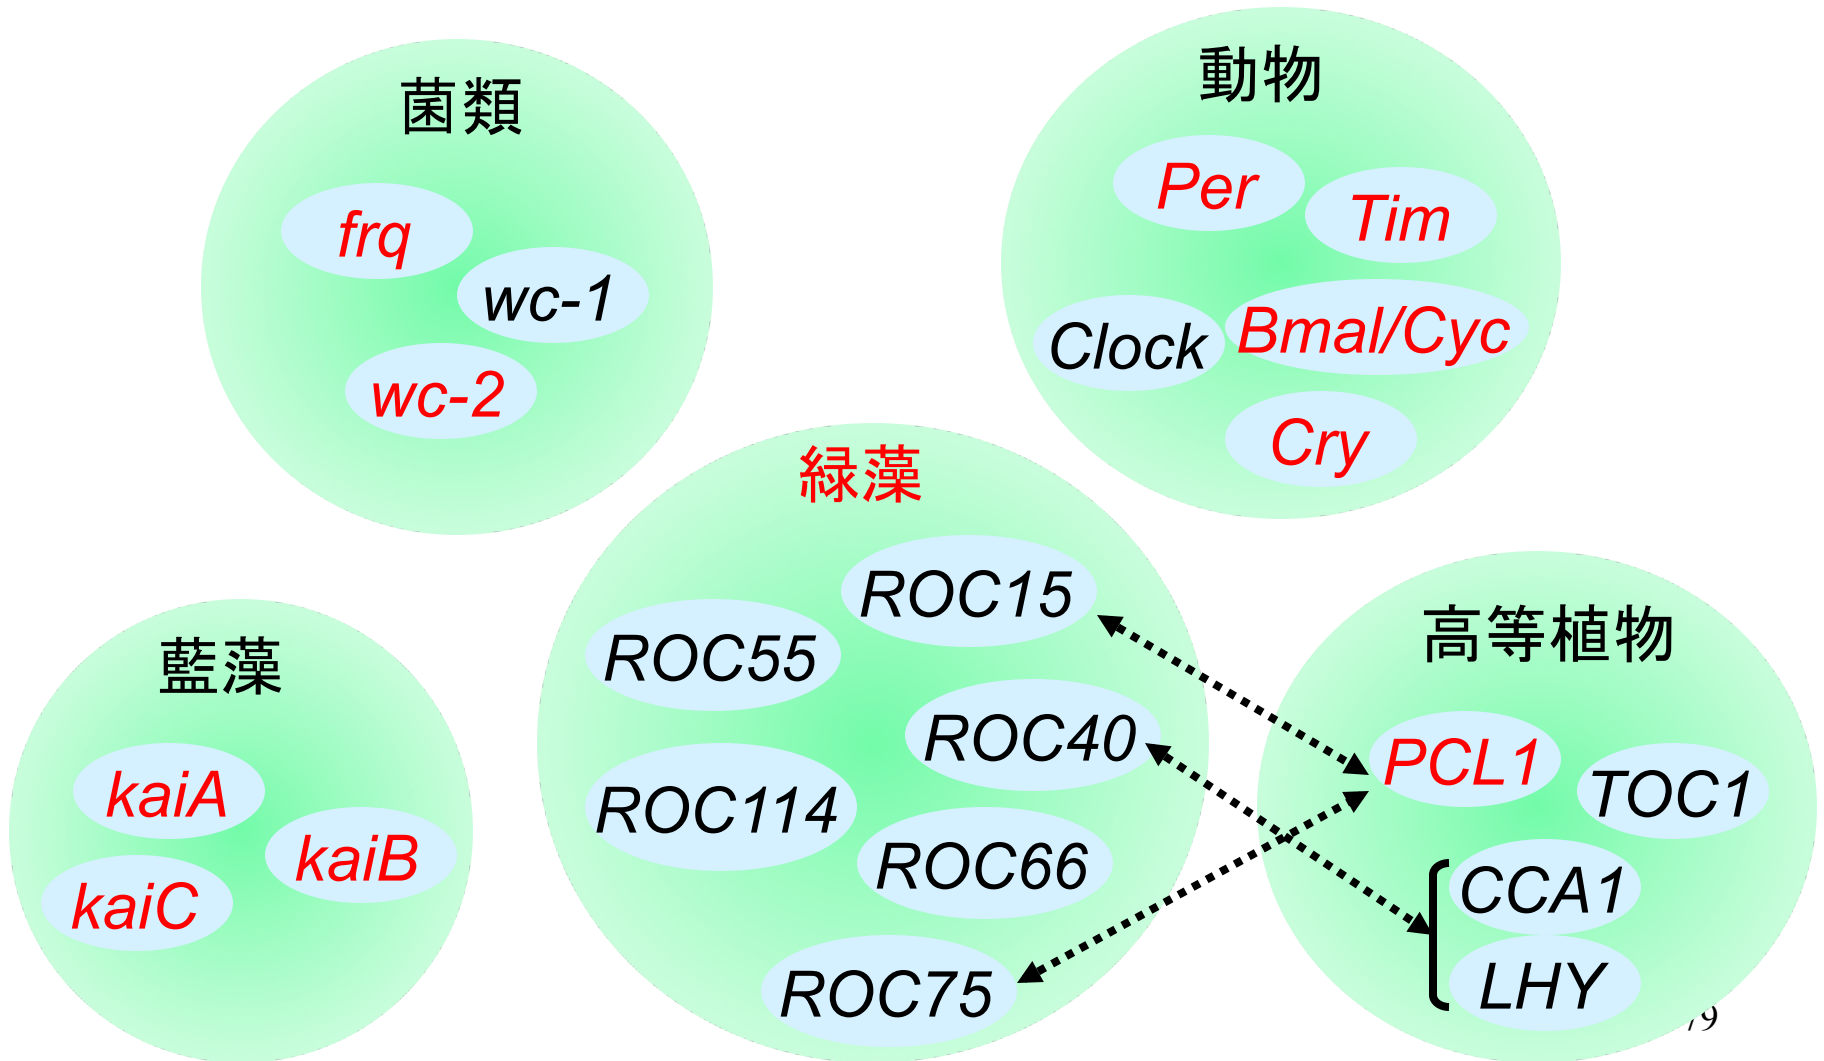 菌類
frq
wc-1
wc-2
動物
Per
Tim
Clock
Bmal/Cyc
Cry
緑藻
ROC15
ROC55
ROC40
ROC114
ROC66
ROC75
藍藻
kaiA
kaiB
kaiC
高等植物
PCL1
TOC1
CCA1
LHY